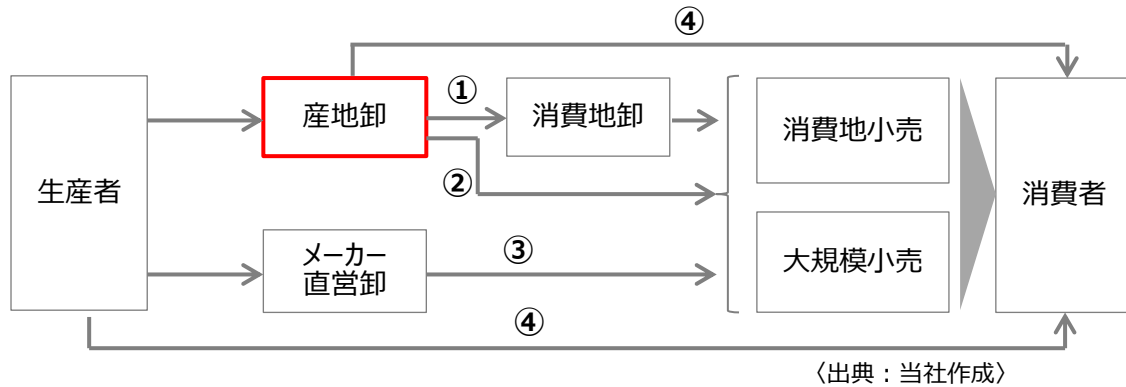 ④
産地卸
①
消費地卸
消費地小売
②
生産者
消費者
メーカー
直営卸
③
大規模小売
④
〈出典：当社作成〉